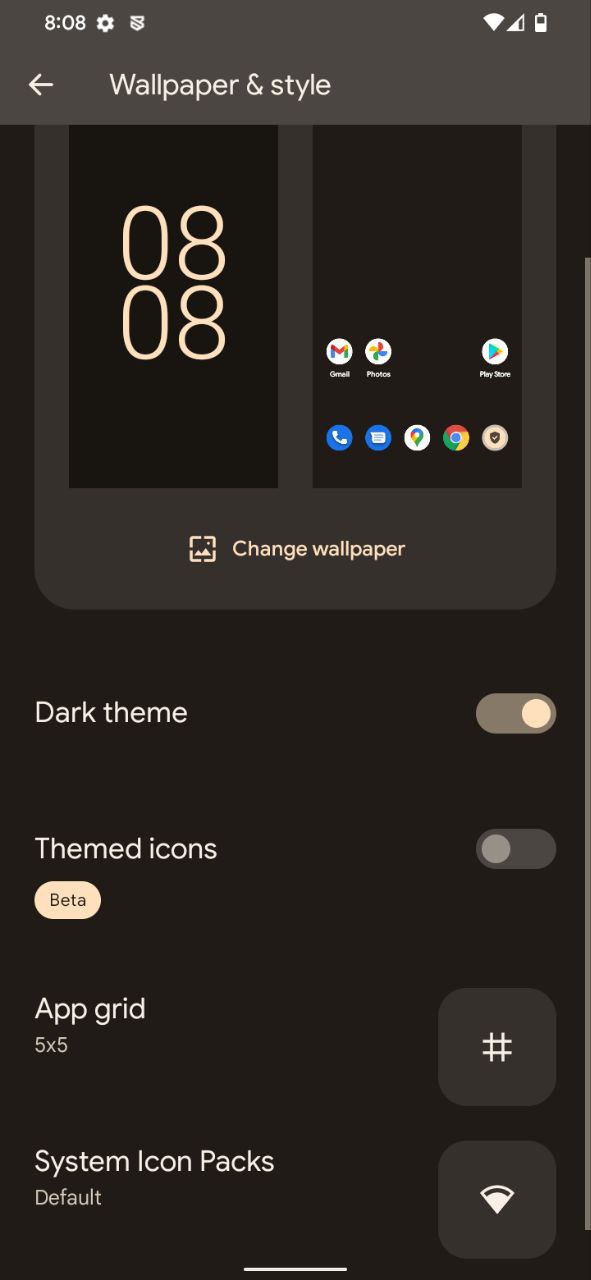 8:08
Wallpaper & style
08
08
Gmail
Photos
Play Store
Change wallpaper
Dark theme
Themed icons
Beta
App grid
5x5
System Icon Packs
Default